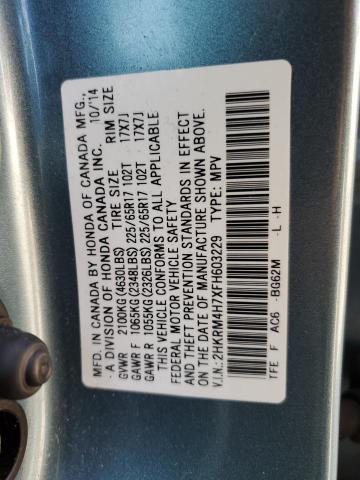 MFD. IN CANADA BY HONDA OF CANADA MFG.,
A DIVISION OF HONDA CANADA INC. 10/'14
TIRE SIZE RIM SIZE
GVWR 2100KG(4630LBS)
GAWR F 1065KG(2348LBS) 225/65R17 102T 17X7J
GAWR R 1055KG(2326LBS) 225/65R17 102T 17X7J
THIS VEHICLE CONFORMS TO ALL APPLICABLE
FEDERAL MOTOR VEHICLE SAFETY
AND THEFT PREVENTION STANDARDS IN EFFECT
ON THE DATE OF MANUFACTURE SHOWN ABOVE.
V.I.N.:2HKRM4H7XFH603229 TYPE: MPV
TFE F AC6 -BG62M -L -H